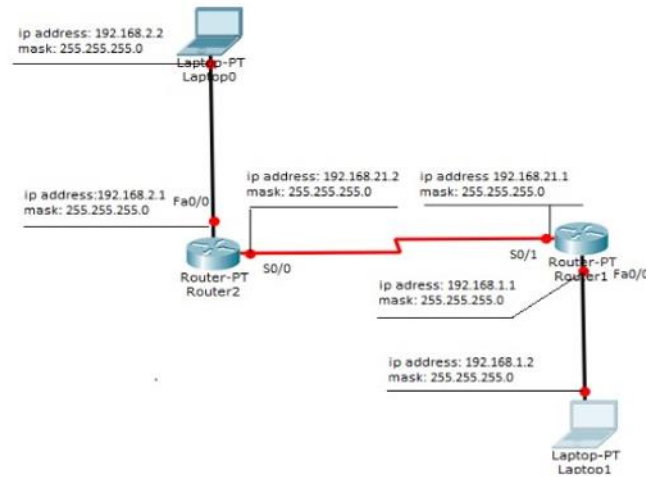 ip address: 192.168.2.2
mask: 255.255.255.0
Laptop-PT
Laptop0
ip address:192.168.2.1
mask: 255.255.255.0
Fa0/0
ip address: 192.168.21.2
mask: 255.255.255.0
ip address 192.168.21.1
mask: 255.255.255.0
Router-PT
Router2
S0/0
S0/1
Router-PT
Router1
Fa0/0
ip adress: 192.168.1.1
mask: 255.255.255.0
ip address: 192.168.1.2
mask: 255.255.255.0
Laptop-PT
Laptop1